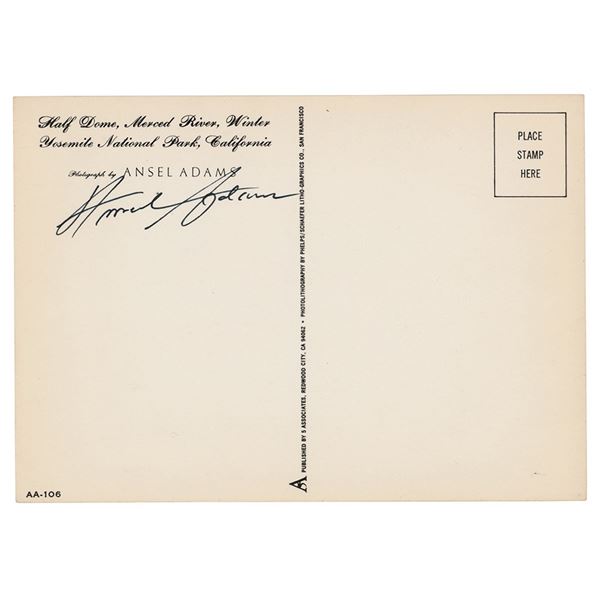 Half Dome, Merced River, Winter
Yosemite National Park, California
Photograph by ANSEL ADAMS
Ansel Adams
AA-106
PUBLISHED BY 5 ASSOCIATES, REDWOOD CITY, CA 94062 • PHOTOLITHOGRAPHY BY PHELPS/SCHAEFER LITHO-GRAPHICS CO., SAN FRANCISCO
PLACE
STAMP
HERE